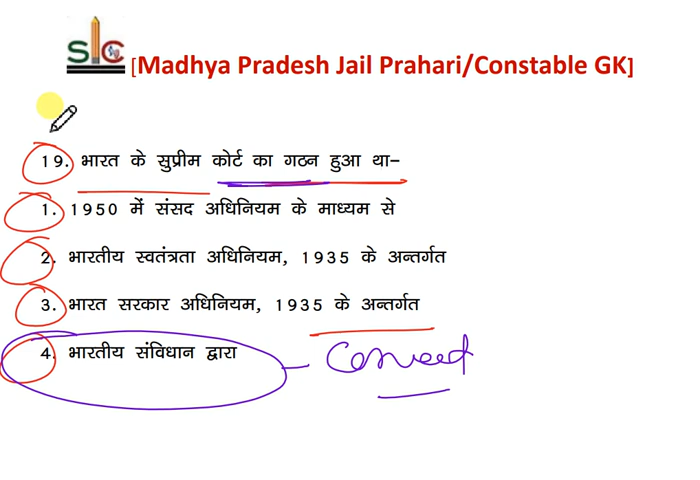 SIC
[Madhya Pradesh Jail Prahari/Constable GK]
19. भारत के सुप्रीम कोर्ट का गठन हुआ था–
1. 1950 में संसद अधिनियम के माध्यम से
2. भारतीय स्वतंत्रता अधिनियम, 1935 के अन्तर्गत
3. भारत सरकार अधिनियम, 1935 के अन्तर्गत
4. भारतीय संविधान द्वारा